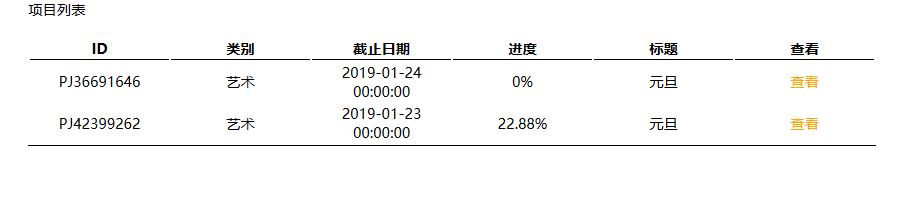 项目列表
ID 类别 截止日期 进度 标题 查看
PJ36691646 艺术 2019-01-24 00:00:00 0% 元旦 查看
PJ42399262 艺术 2019-01-23 00:00:00 22.88% 元旦 查看